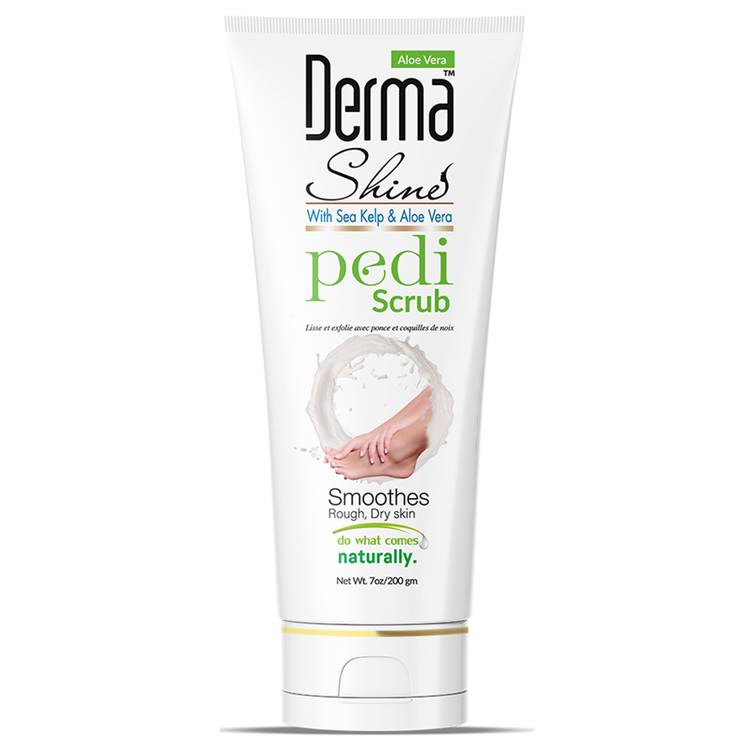 Aloe Vera
Derma™
Shine
With Sea Kelp & Aloe Vera
pedi
Scrub
Lisse et exfolie avec ponce et coquilles de noix
Smoothes
Rough, Dry skin
do what comes
naturally.
Net Wt. 7oz/200 gm